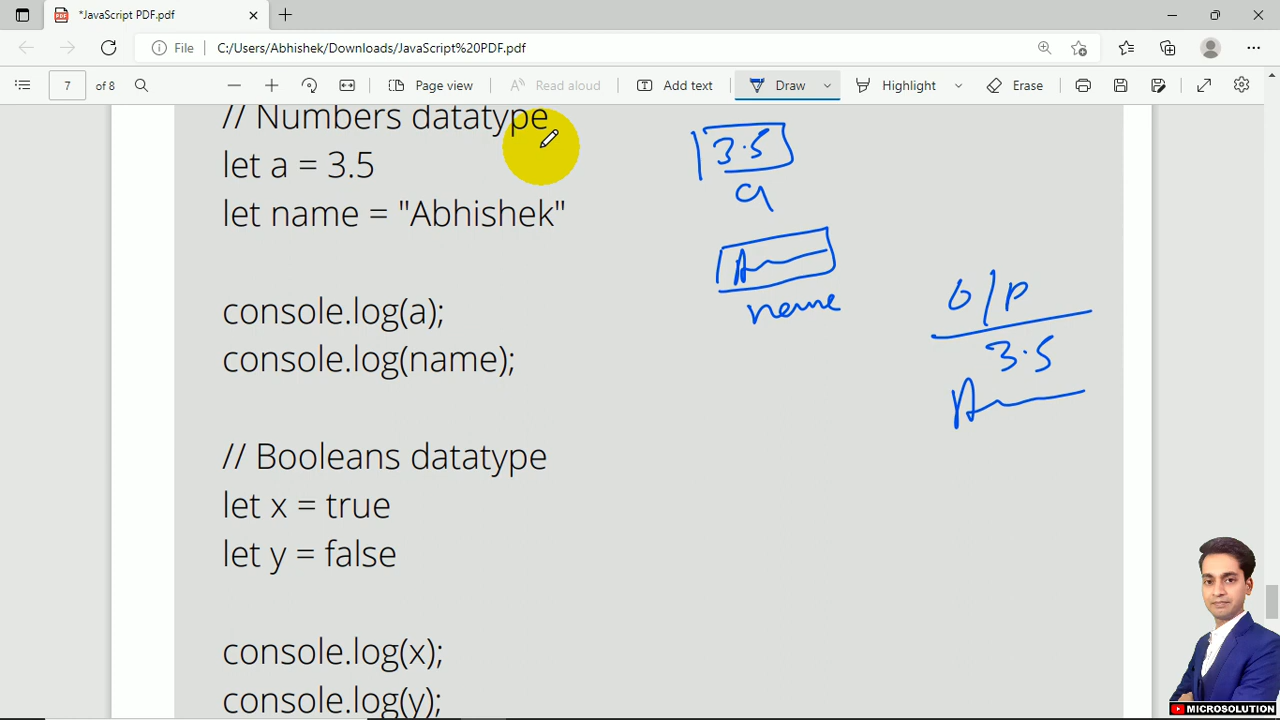 *JavaScript PDF.pdf
File C:/Users/Abhishek/Downloads/JavaScript%20PDF.pdf
7 of 8 Page view Read aloud Add text Draw Highlight Erase
// Numbers datatype
let a = 3.5
let name = "Abhishek"
console.log(a);
console.log(name);
// Booleans datatype
let x = true
let y = false
console.log(x);
console.log(y);
3.5
a
A
name
O/P
3.5
A
MICROSOLUTION